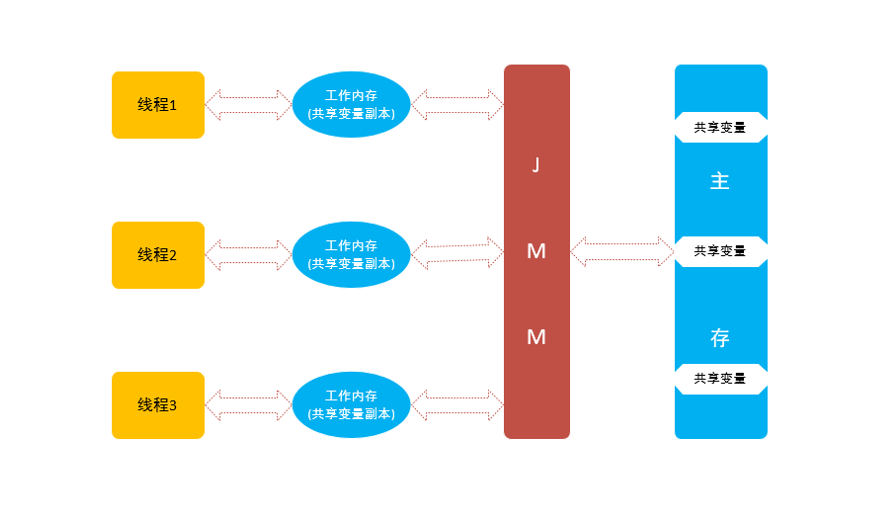 线程1
工作内存
(共享变量副本)
线程2
工作内存
(共享变量副本)
线程3
工作内存
(共享变量副本)
J
M
M
共享变量
主
共享变量
存
共享变量